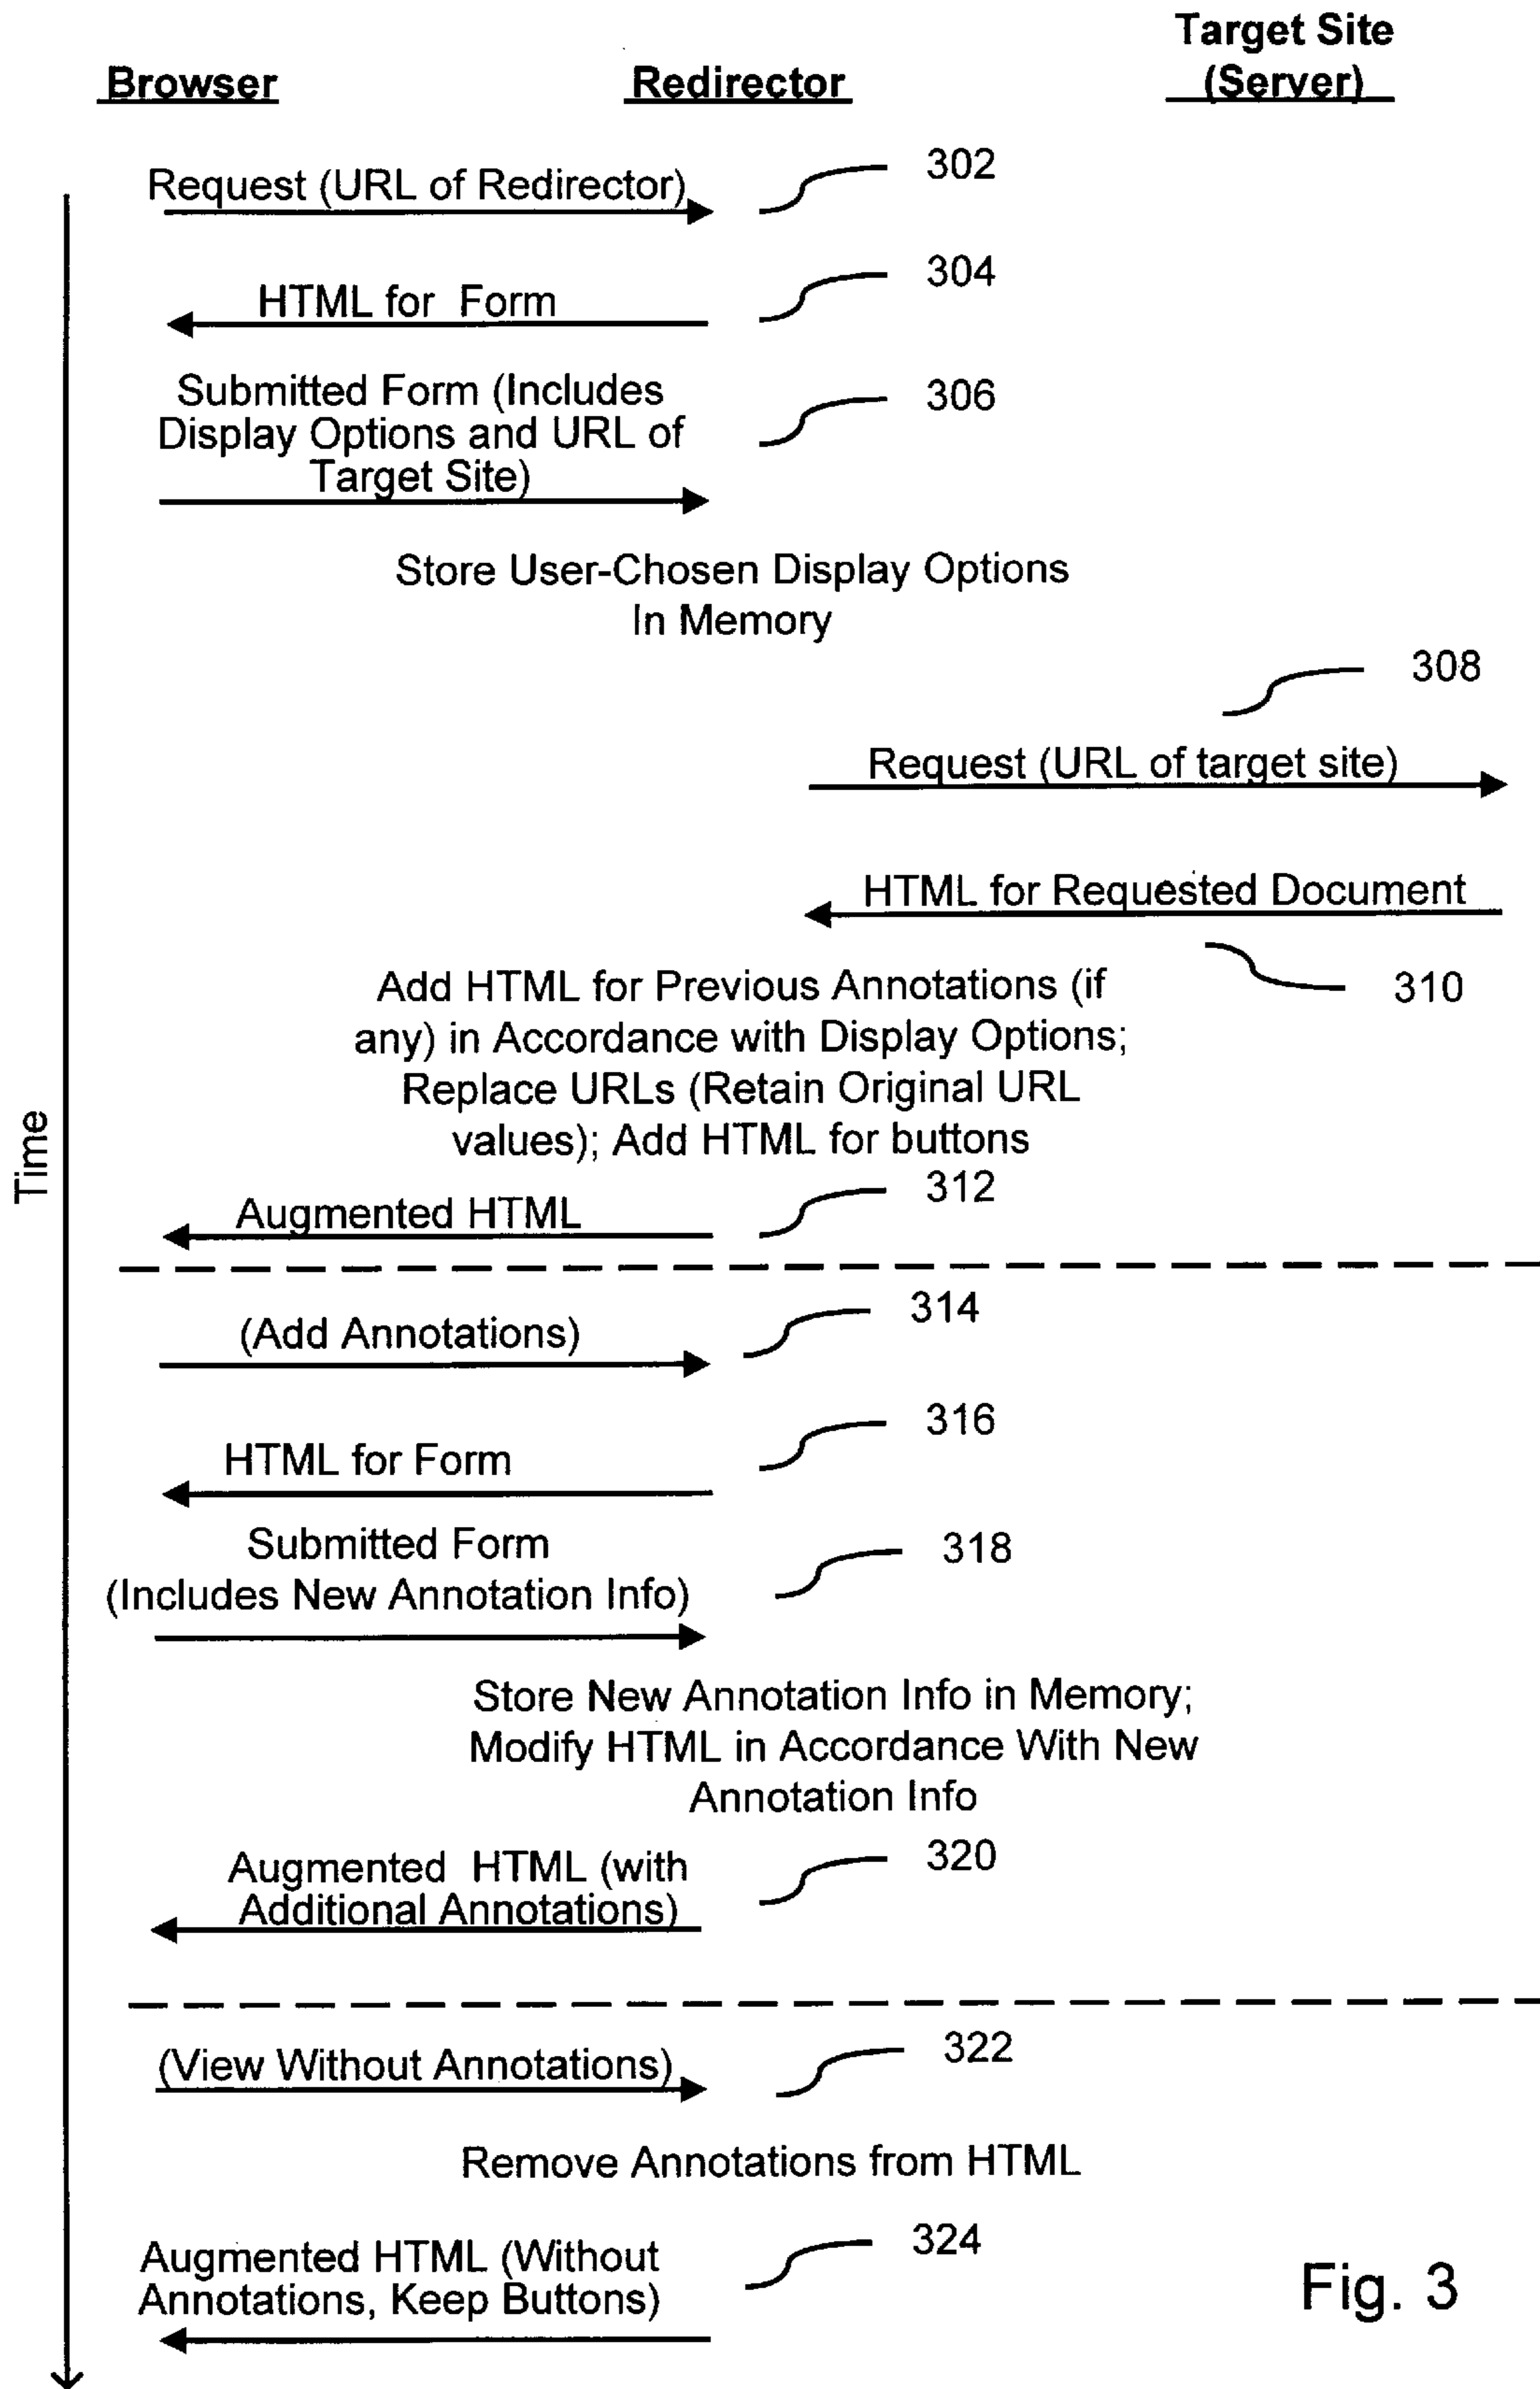 Target Site
Browser Redirector (Server)
Request (URL of Redirector) 302
HTML for Form 304
Submitted Form (Includes 306
Display Options and URL of
Target Site)
Store User-Chosen Display Options
In Memory
308
Request (URL of target site)
HTML for Requested Document
310
Add HTML for Previous Annotations (if
any) in Accordance with Display Options;
Replace URLs (Retain Original URL
values); Add HTML for buttons
Time
Augmented HTML 312
(Add Annotations) 314
HTML for Form 316
Submitted Form 318
(Includes New Annotation Info)
Store New Annotation Info in Memory;
Modify HTML in Accordance With New
Annotation Info
Augmented HTML (with 320
Additional Annotations)
(View Without Annotations) 322
Remove Annotations from HTML
Augmented HTML (Without 324
Annotations, Keep Buttons)
Fig. 3